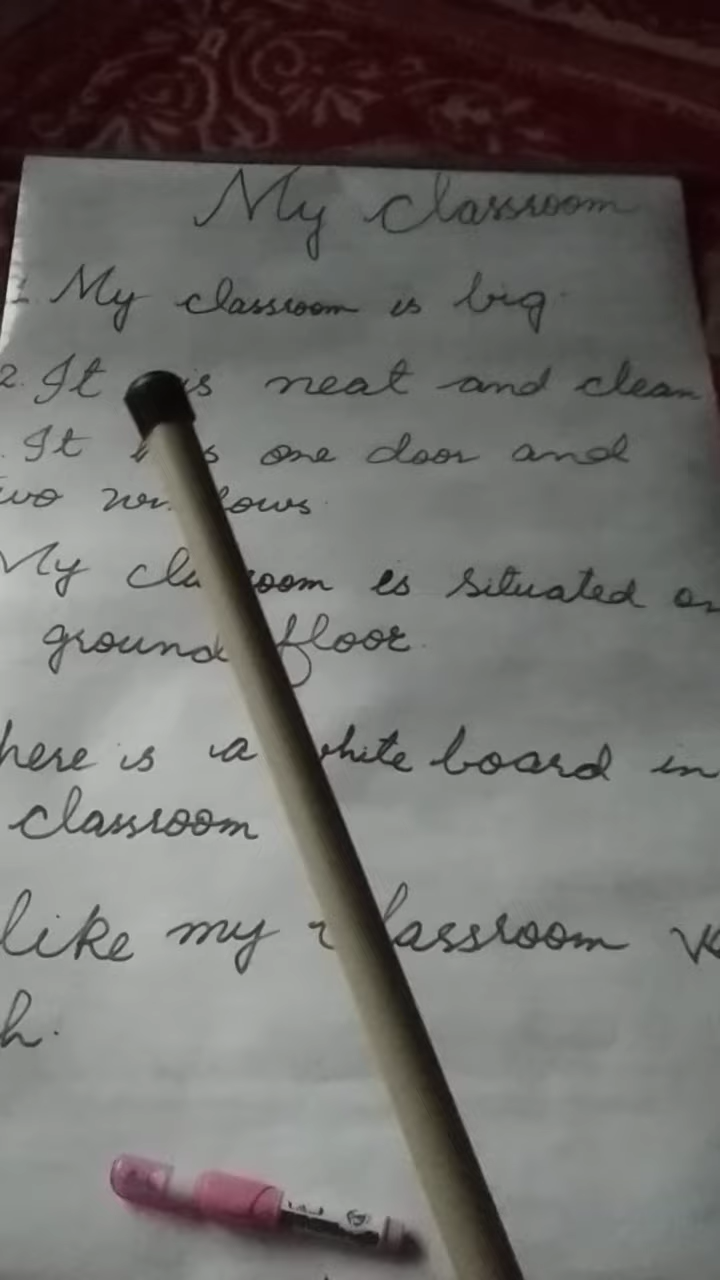 My classroom
1. My classroom is big.
2. It is neat and clean
. It s one door and
wo windows.
My classroom is situated on
ground floor.
here is a white board in
classroom
like my classroom
h.